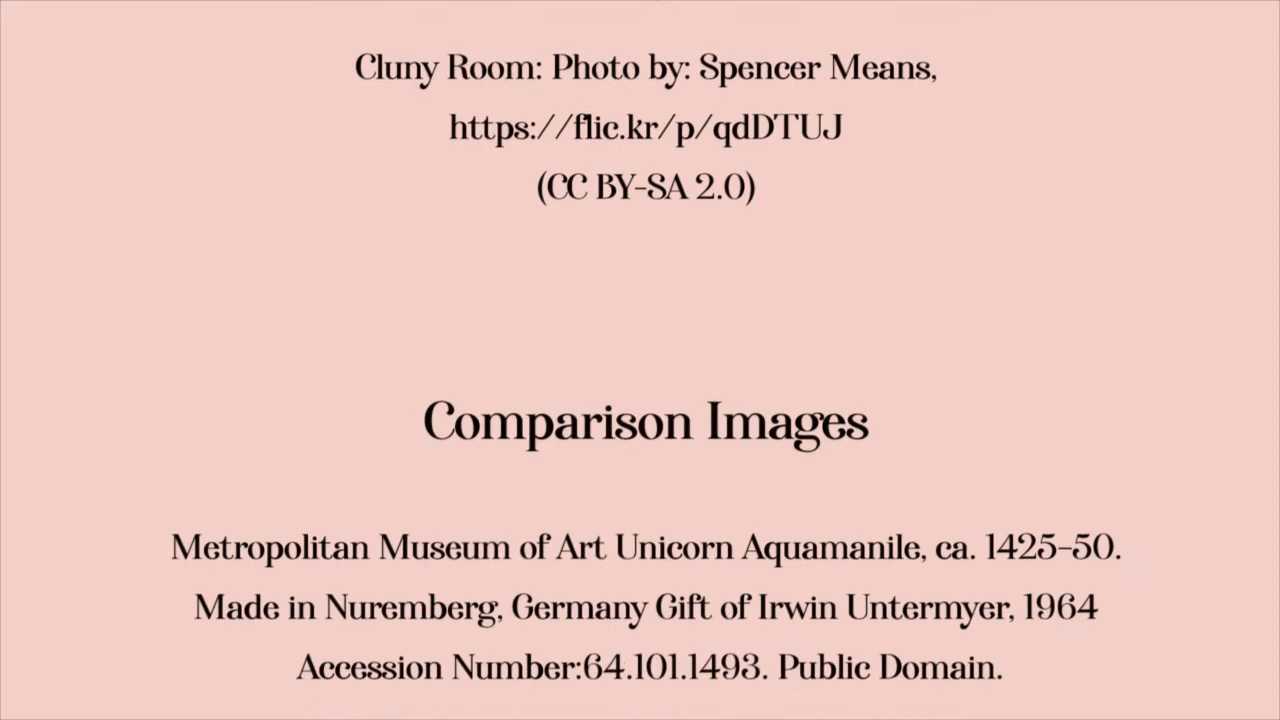 Cluny Room: Photo by: Spencer Means,
https://flic.kr/p/qdDTUJ
(CC BY-SA 2.0)
Comparison Images
Metropolitan Museum of Art Unicorn Aquamanile, ca. 1425-50.
Made in Nuremberg, Germany Gift of Irwin Untermyer, 1964
Accession Number:64.101.1493. Public Domain.